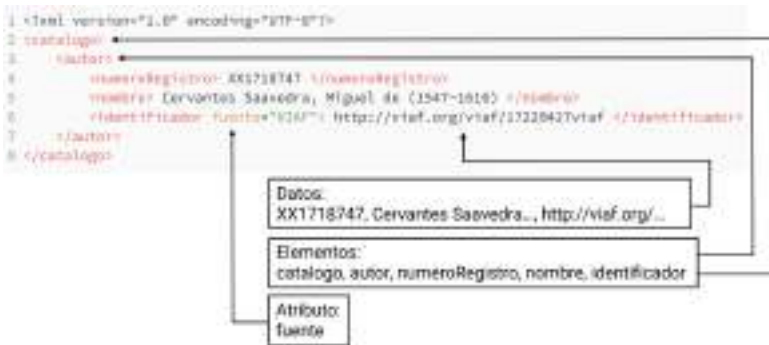 1 <?xml version="1.0" encoding="UTF-8"?>
2 <catalogo>
3 <autor>
4 <numeroRegistro> XX1718747 </numeroRegistro>
5 <nombre> Cervantes Saavedra, Miguel de (1547-1616) </nombre>
6 <identificador fuente="VIAF"> http://viaf.org/viaf/17220427viaf </identificador>
7 </autor>
8 </catalogo>
Datos:
XX1718747, Cervantes Saavedra..., http://viaf.org/...
Elementos:
catalogo, autor, numeroRegistro, nombre, identificador
Atributo:
fuente